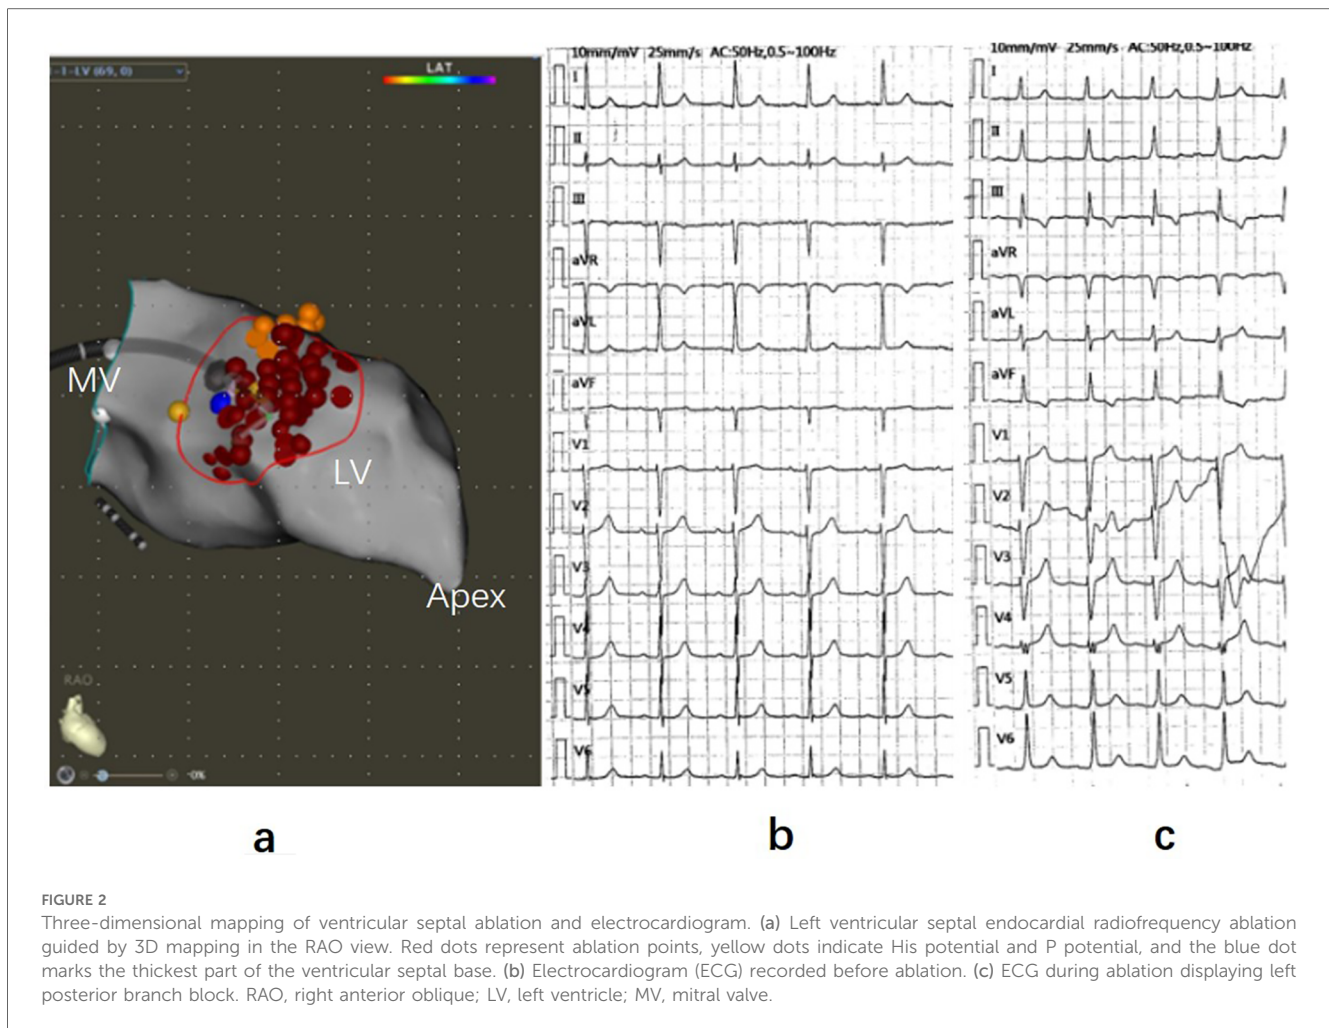 1-LV (69, 0)
LAT
MV
LV
Apex
RAO
-0%
10mm/mV 25mm/s AC:50Hz,0.5~100Hz
I
II
III
aVR
aVL
aVF
V1
V2
V3
V4
V5
V6
10mm/mV 25mm/s AC:50Hz,0.5~100Hz
I
II
III
aVR
aVL
aVF
V1
V2
V3
V4
V5
V6
a
b
c
FIGURE 2
Three-dimensional mapping of ventricular septal ablation and electrocardiogram. (a) Left ventricular septal endocardial radiofrequency ablation
guided by 3D mapping in the RAO view. Red dots represent ablation points, yellow dots indicate His potential and P potential, and the blue dot
marks the thickest part of the ventricular septal base. (b) Electrocardiogram (ECG) recorded before ablation. (c) ECG during ablation displaying left
posterior branch block. RAO, right anterior oblique; LV, left ventricle; MV, mitral valve.